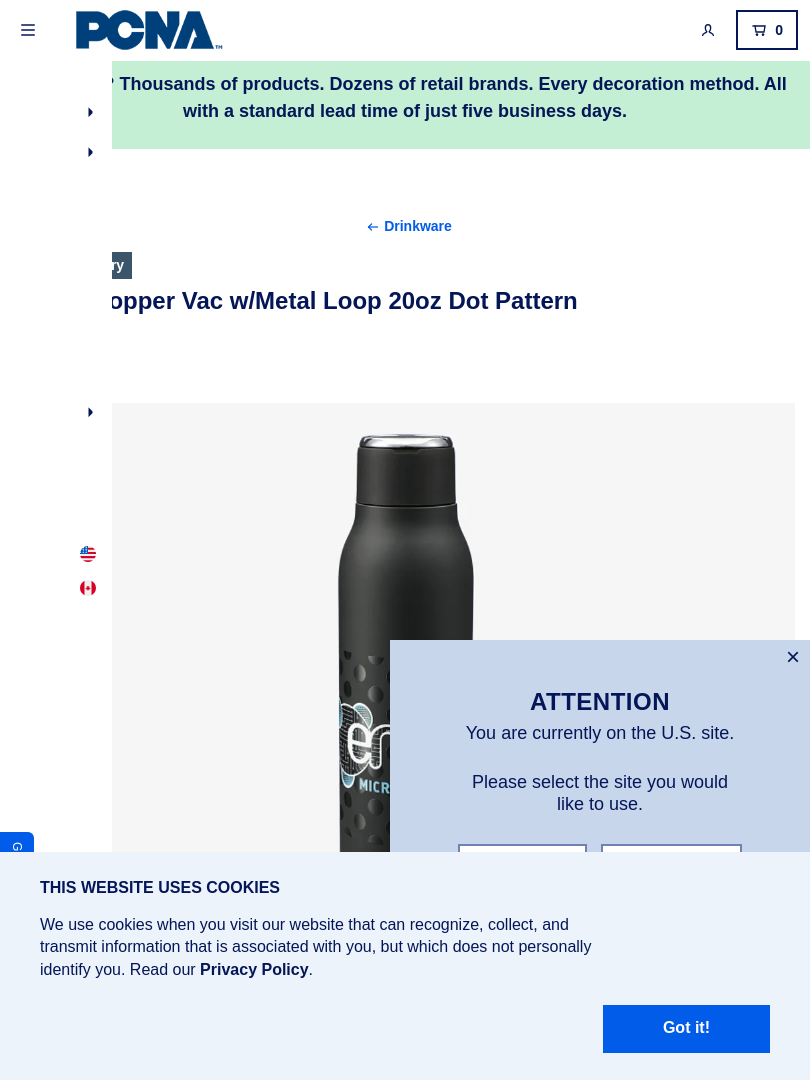 PCNA
TM
0
? Thousands of products. Dozens of retail brands. Every decoration method. All
with a standard lead time of just five business days.
← Drinkware
ry
opper Vac w/Metal Loop 20oz Dot Pattern
MICR
ATTENTION
You are currently on the U.S. site.
Please select the site you would
like to use.
G
THIS WEBSITE USES COOKIES
We use cookies when you visit our website that can recognize, collect, and
transmit information that is associated with you, but which does not personally
identify you. Read our Privacy Policy.
Got it!